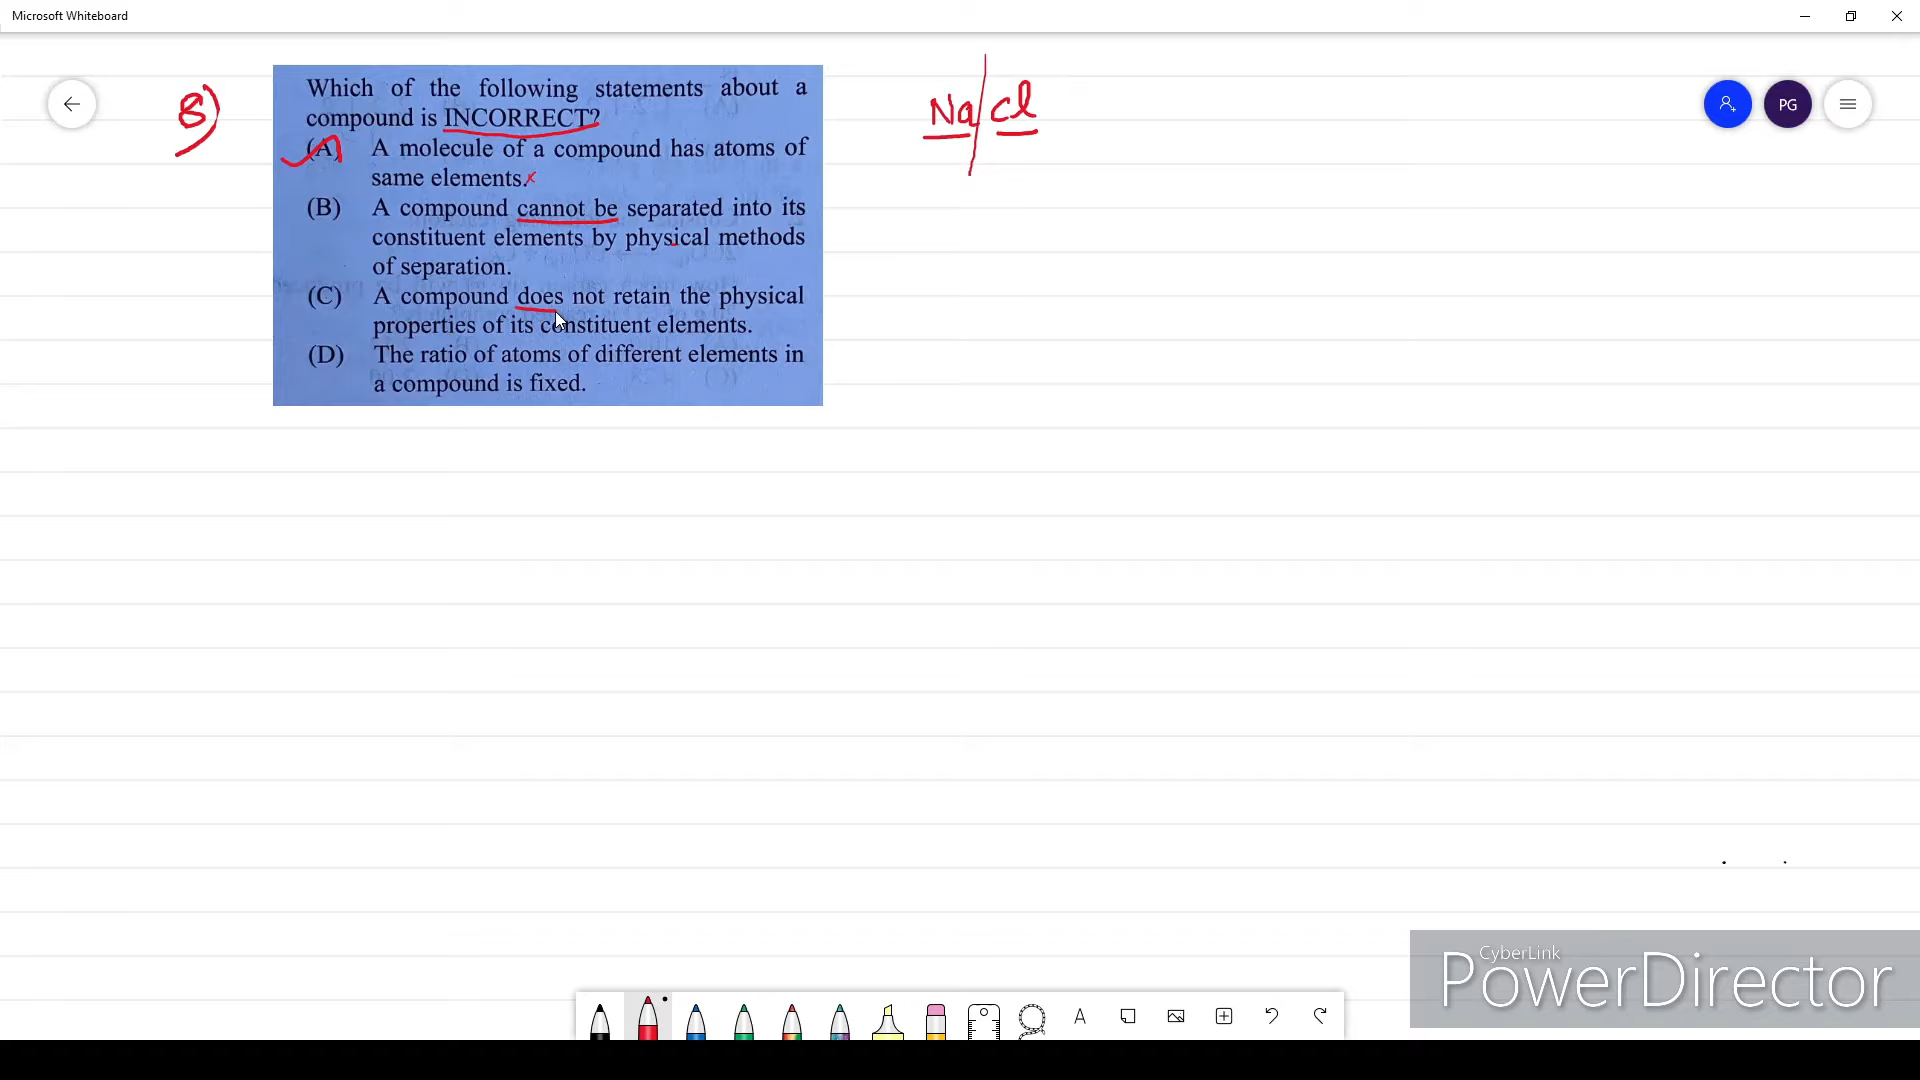 Microsoft Whiteboard
8)
Which of the following statements about a
compound is INCORRECT?
(A) A molecule of a compound has atoms of
same elements.
(B) A compound cannot be separated into its
constituent elements by physical methods
of separation.
(C) A compound does not retain the physical
properties of its constituent elements.
(D) The ratio of atoms of different elements in
a compound is fixed.
Na/Cl
PG
A
CyberLink
PowerDirector